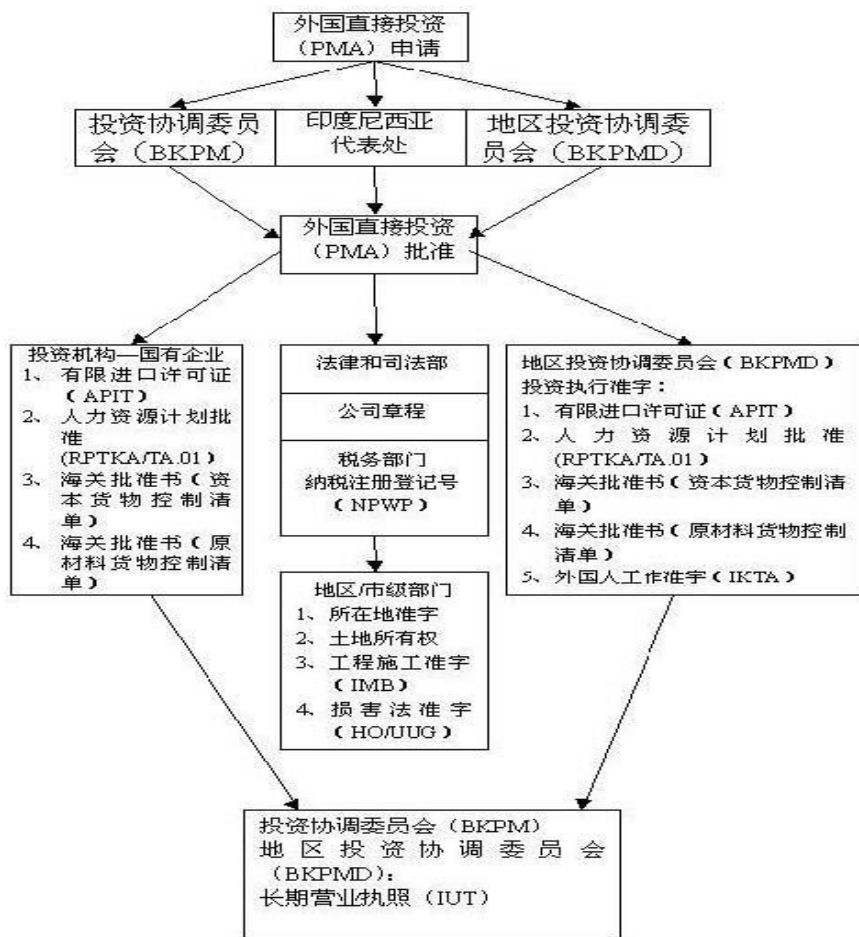 外国直接投资
（PMA）申请
投资协调委员
会（BKPM）
印度尼西亚
代表处
地区投资协调委
员会（BKPMD）
外国直接投资
（PMA）批准
投资机构—国有企业
1、有限进口许可证
（APIT）
2、人力资源计划批
准
(RPTKA/TA.01)
3、海关批准书（资
本货物控制清
单）
4、海关批准书（原
材料货物控制清
单）
法律和司法部
公司章程
税务部门
纳税注册登记号
（NPWP）
地区/市级部门
1、所在地准字
2、土地所有权
3、工程施工准字
（IMB）
4、损害法准字
（HO/UUG）
地区投资协调委员会（BKPMD）
投资执行准字：
1、有限进口许可证（APIT）
2、人力资源计划批准
(RPTKA/TA.01)
3、海关批准书（资本货物控制清
单）
4、海关批准书（原材料货物控制
清单）
5、外国人工作准字（IKTA）
投资协调委员会（BKPM）
地区投资协调委员会
（BKPMD）：
长期营业执照（IUT）